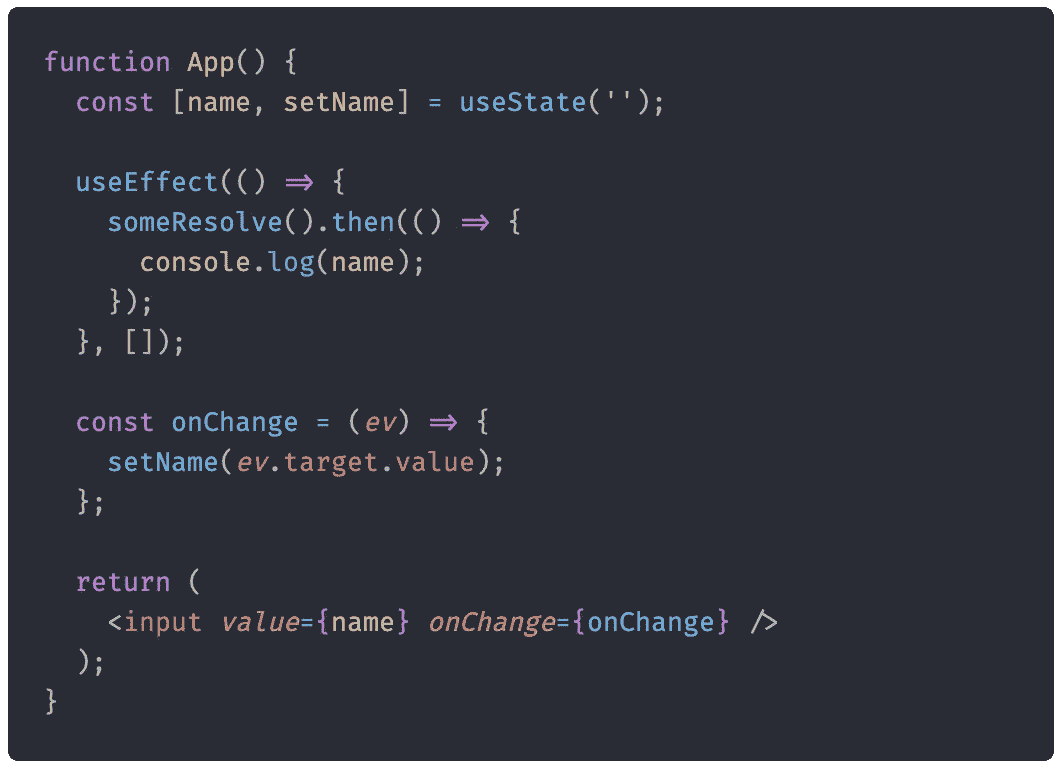 function App() {
  const [name, setName] = useState('');

  useEffect(() => {
    someResolve().then(() => {
      console.log(name);
    });
  }, []);

  const onChange = (ev) => {
    setName(ev.target.value);
  };

  return (
    <input value={name} onChange={onChange} />
  );
}